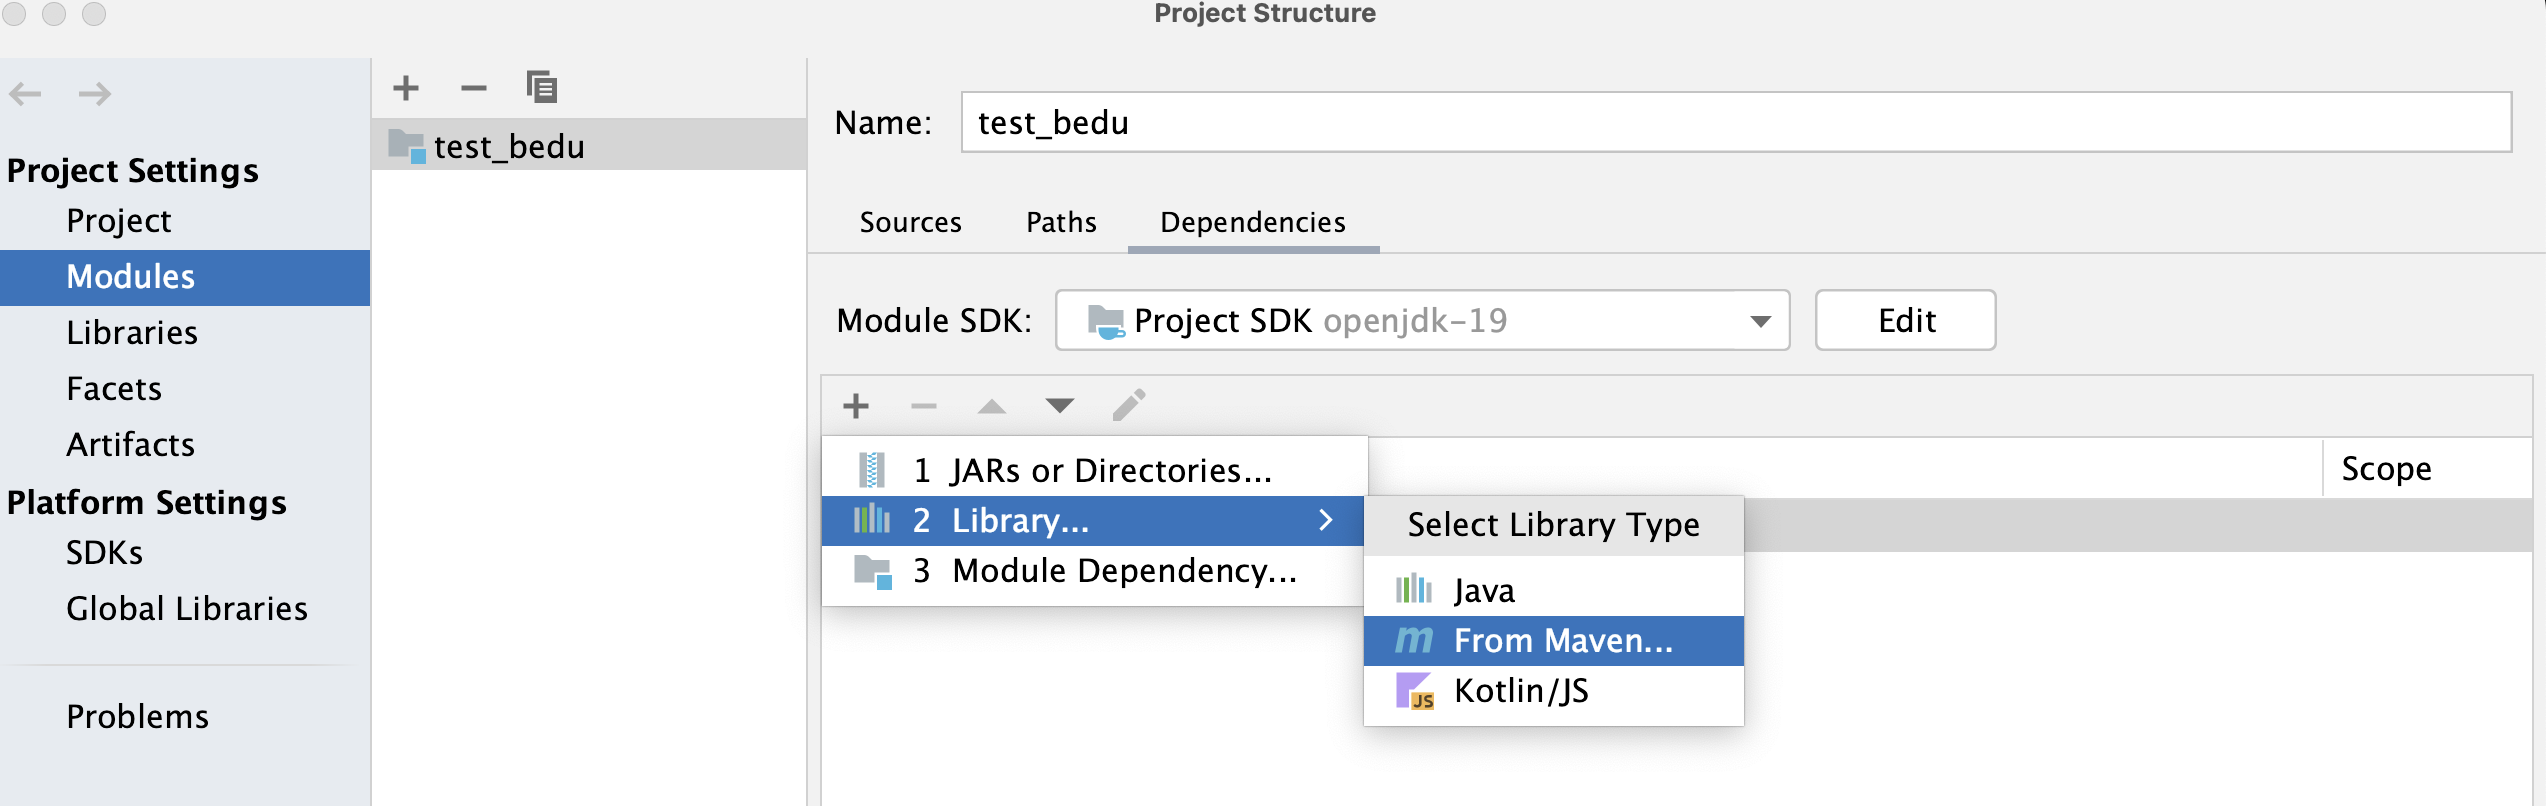 Project Structure
Project Settings
Project
Modules
Libraries
Facets
Artifacts
Platform Settings
SDKs
Global Libraries
Problems
test_bedu
Name: test_bedu
Sources Paths Dependencies
Module SDK: Project SDK openjdk-19 Edit
Scope
1 JARs or Directories...
2 Library...
3 Module Dependency...
Select Library Type
Java
m From Maven...
JS Kotlin/JS